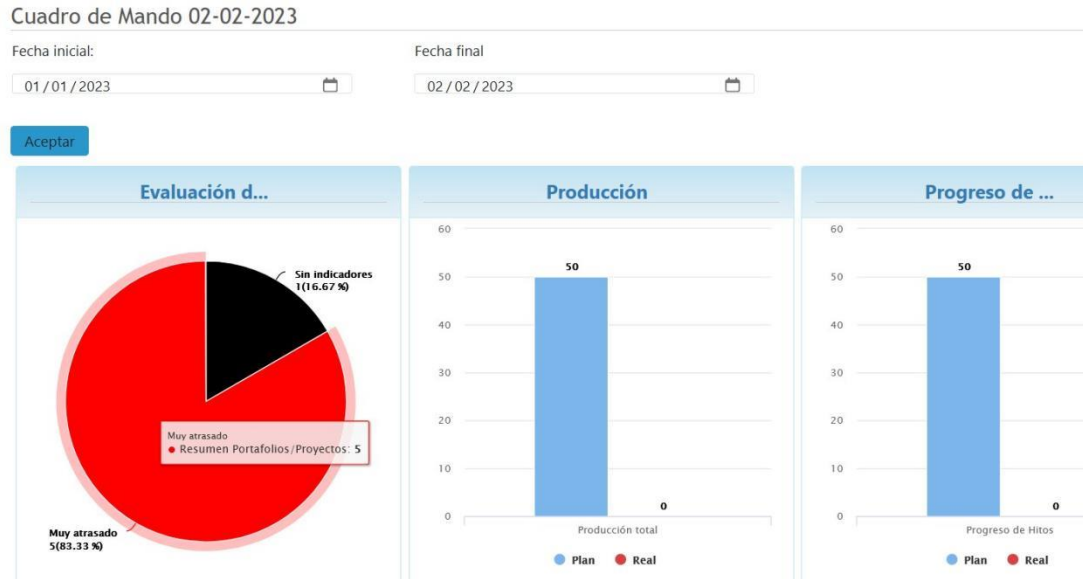 Cuadro de Mando 02-02-2023
Fecha inicial:
Fecha final
01/01/2023
02/02/2023
Aceptar
Evaluación d...
Sin indicadores
1(16.67 %)
Muy atrasado
Resumen Portafolios/Proyectos: 5
Muy atrasado
5(83.33 %)
Producción
60
50
40
30
20
10
0
50
0
Producción total
Plan
Real
Progreso de ...
60
50
40
30
20
10
0
50
0
Progreso de Hitos
Plan
Real